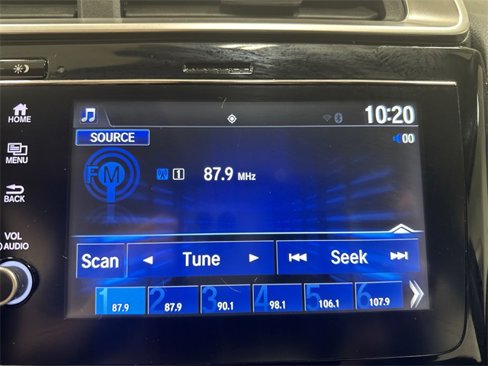 10:20
HOME
SOURCE
00
MENU
FM
1 87.9 MHz
BACK
VOL
AUDIO
Scan Tune Seek
1 87.9 2 87.9 3 90.1 4 98.1 5 106.1 6 107.9